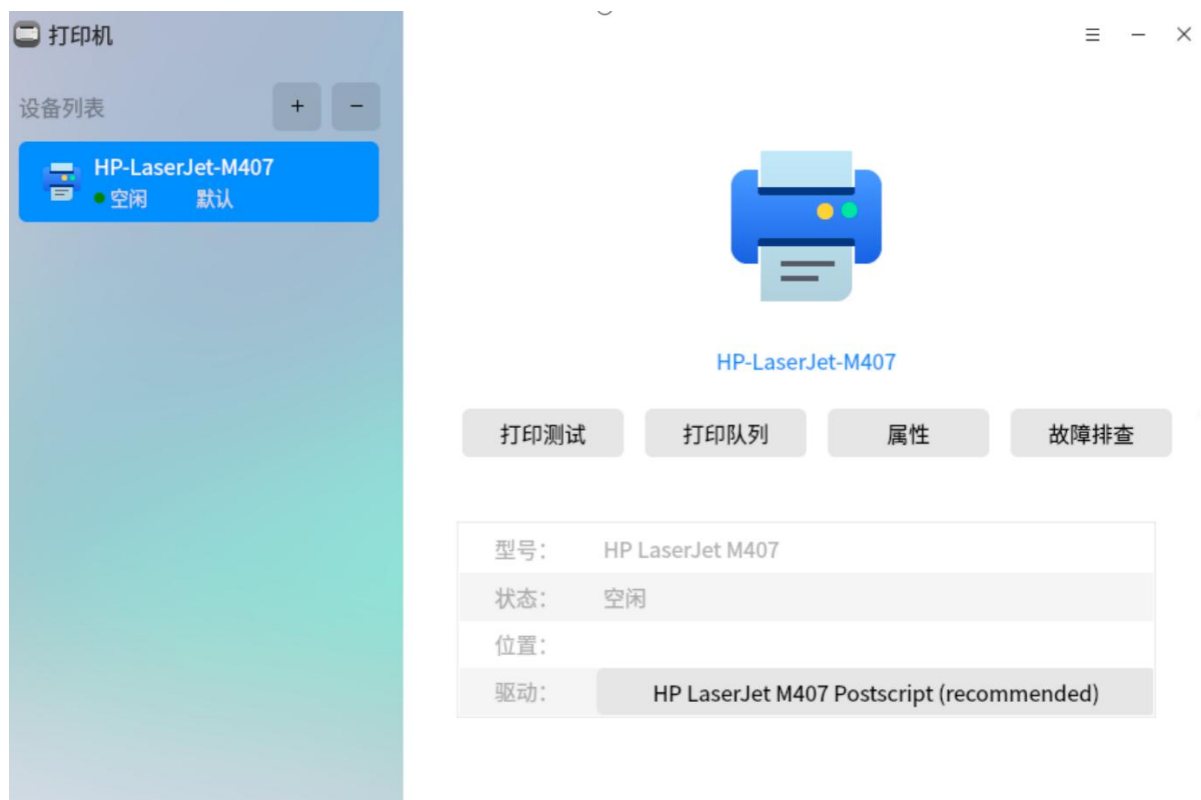 打印机
设备列表
+ −
HP-LaserJet-M407
空闲 默认
HP-LaserJet-M407
打印测试 打印队列 属性 故障排查
型号： HP LaserJet M407
状态： 空闲
位置：
驱动： HP LaserJet M407 Postscript (recommended)